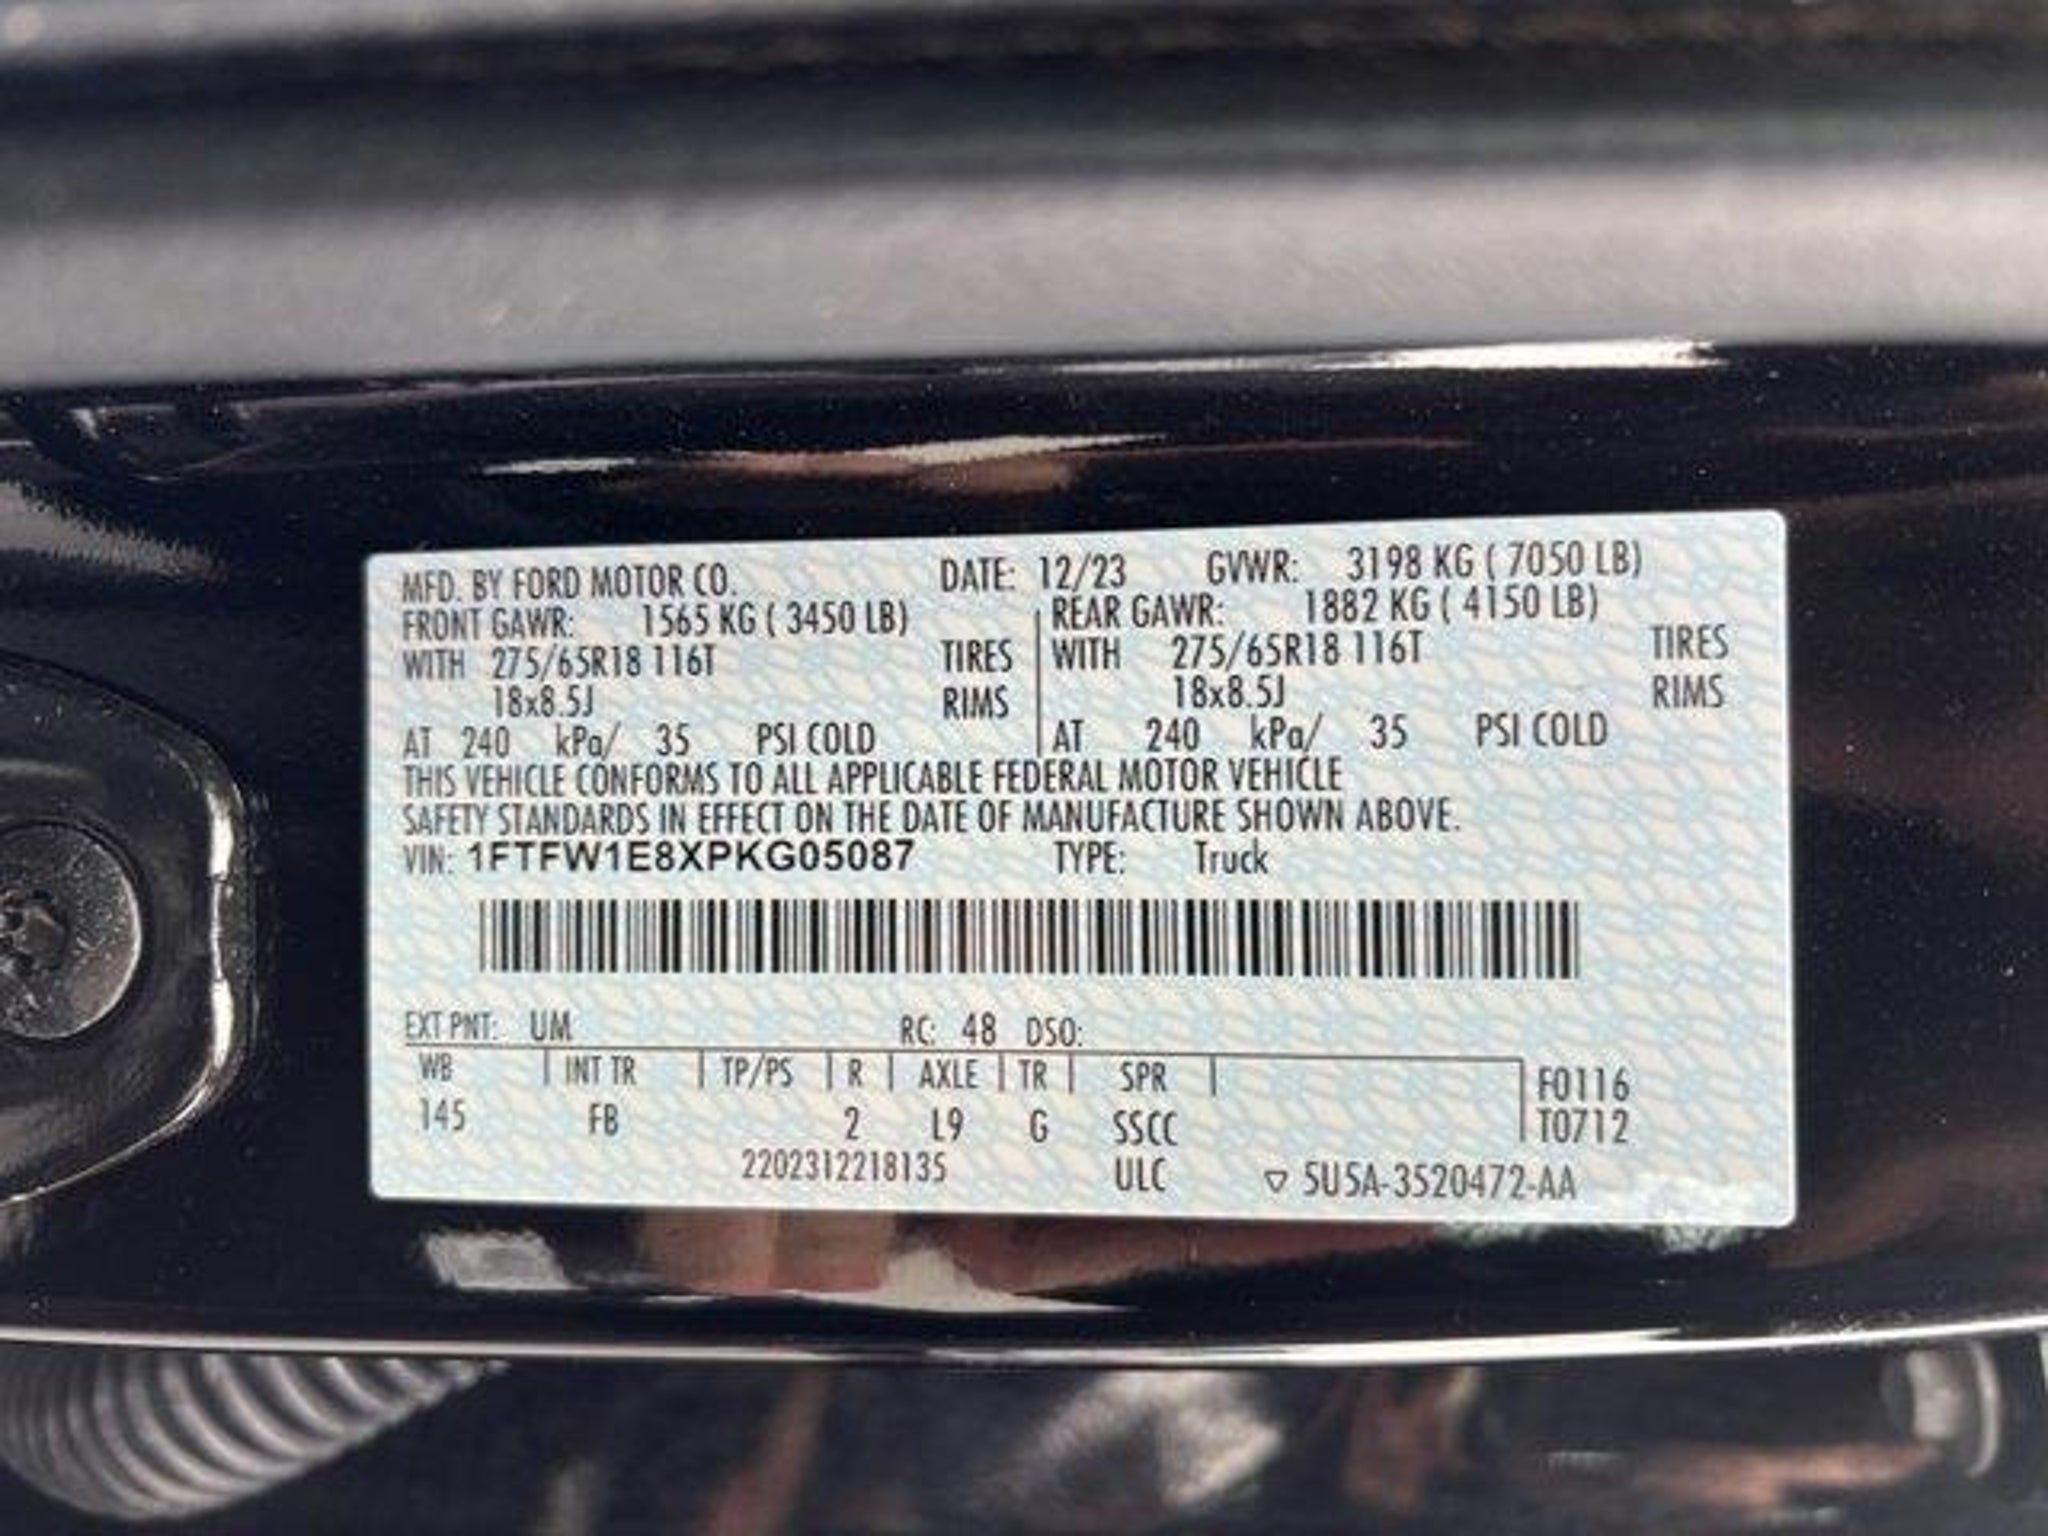 MFD. BY FORD MOTOR CO. DATE: 12/23 GVWR: 3198 KG ( 7050 LB)
FRONT GAWR: 1565 KG ( 3450 LB) REAR GAWR: 1882 KG ( 4150 LB)
WITH 275/65R18 116T TIRES WITH 275/65R18 116T TIRES
18x8.5J RIMS 18x8.5J RIMS
AT 240 kPa/ 35 PSI COLD AT 240 kPa/ 35 PSI COLD
THIS VEHICLE CONFORMS TO ALL APPLICABLE FEDERAL MOTOR VEHICLE
SAFETY STANDARDS IN EFFECT ON THE DATE OF MANUFACTURE SHOWN ABOVE.
VIN: 1FTFW1E8XPKG05087 TYPE: Truck
EXT PNT: UM RC: 48 DSO:
WB INT TR TP/PS R AXLE TR SPR F0116
145 FB 2 L9 G SSCC T0712
2202312218135 ULC ▽ 5U5A-3520472-AA